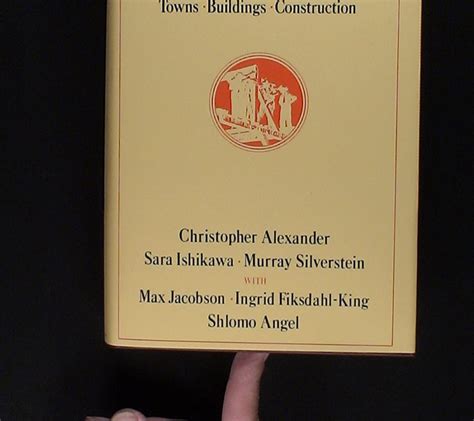 Towns · Buildings · Construction
Christopher Alexander
Sara Ishikawa · Murray Silverstein
WITH
Max Jacobson · Ingrid Fiksdahl-King
Shlomo Angel